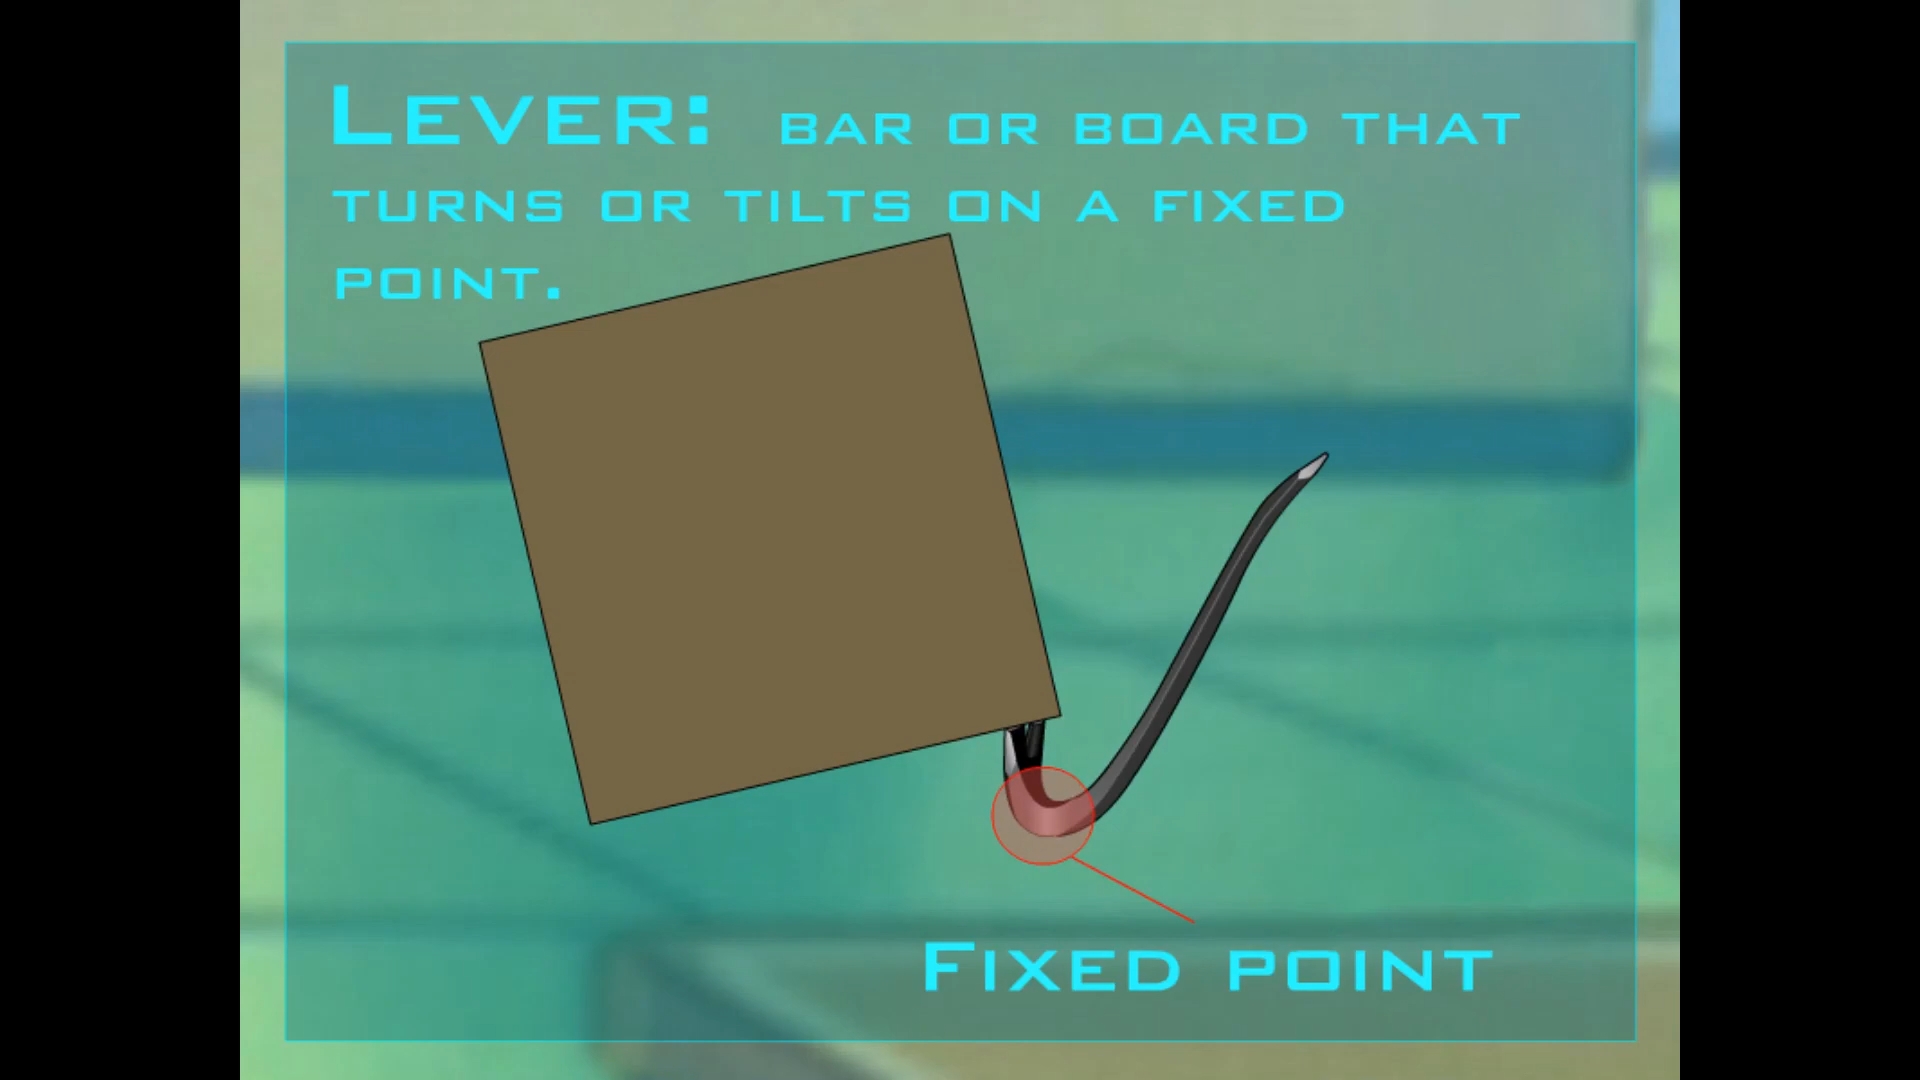 Lever: bar or board that
turns or tilts on a fixed
point.
Fixed point